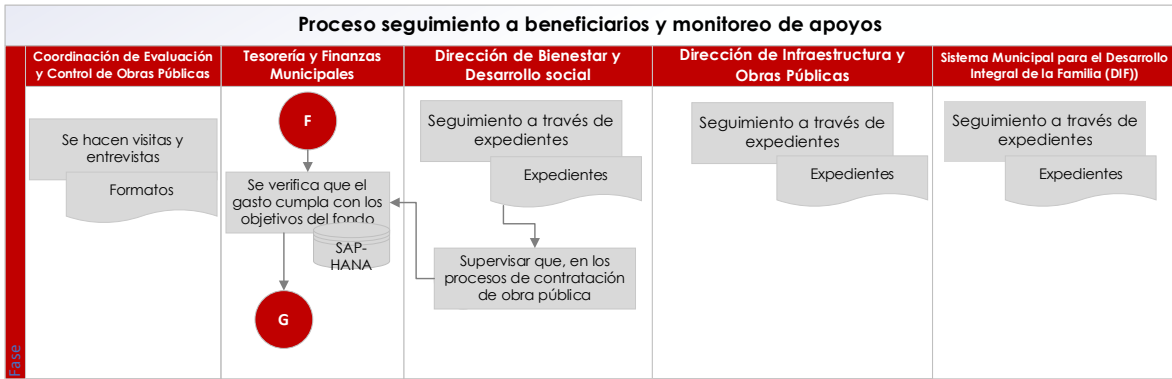 Proceso seguimiento a beneficiarios y monitoreo de apoyos
Coordinación de Evaluación
y Control de Obras Públicas
Tesorería y Finanzas
Municipales
Dirección de Bienestar y
Desarrollo social
Dirección de Infraestructura y
Obras Públicas
Sistema Municipal para el Desarrollo
Integral de la Familia (DIF))
Fase
Se hacen visitas y
entrevistas
Formatos
F
Se verifica que el
gasto cumpla con los
objetivos del fondo
SAP-
HANA
G
Seguimiento a través de
expedientes
Expedientes
Supervisar que, en los
procesos de contratación
de obra pública
Seguimiento a través de
expedientes
Expedientes
Seguimiento a través de
expedientes
Expedientes